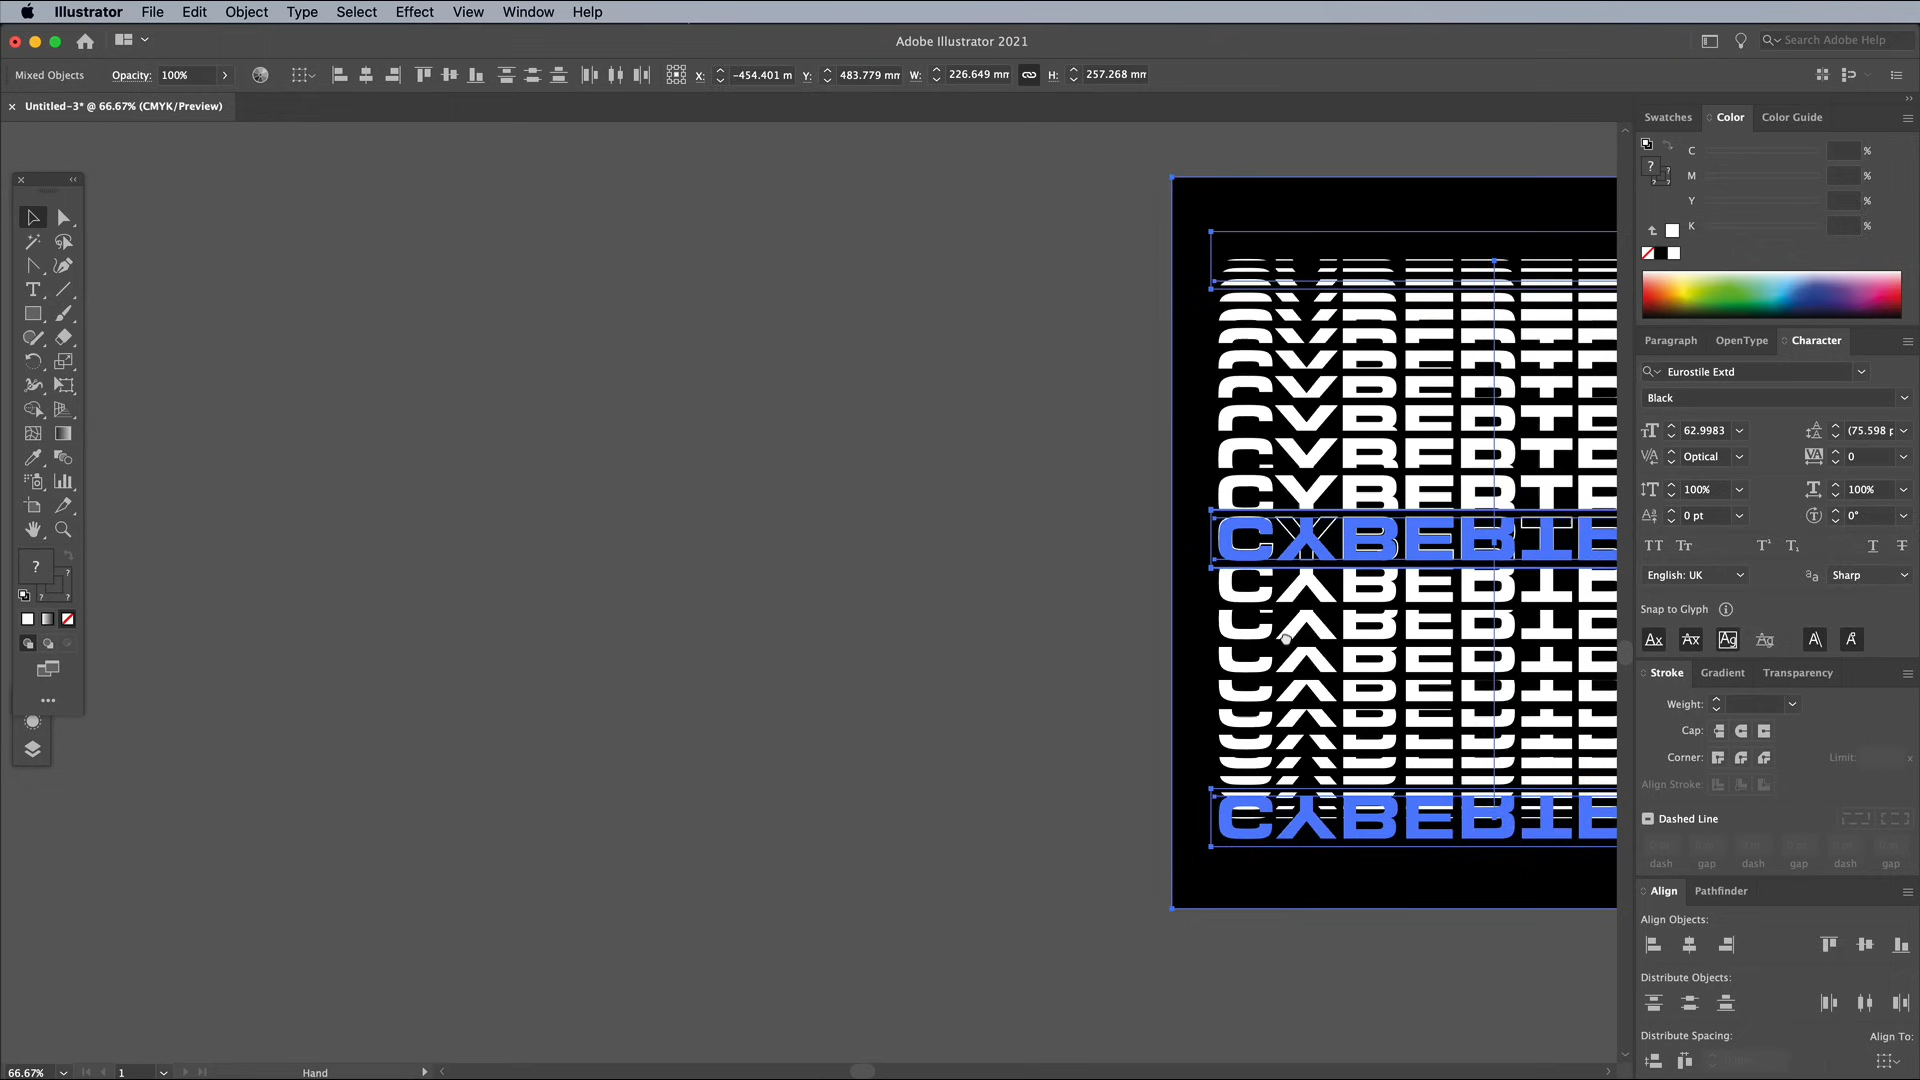 Illustrator File Edit Object Type Select Effect View Window Help
Adobe Illustrator 2021
Search Adobe Help
Mixed Objects Opacity: 100% X: -454.401 m Y: 483.779 mm W: 226.649 mm H: 257.268 mm
Untitled-3* @ 66.67% (CMYK/Preview)
Swatches Color Color Guide
C %
M %
Y %
K %
Paragraph OpenType Character
Eurostile Extd
Black
62.9983 (75.598 p
Optical 0
100% 100%
0 pt 0°
English: UK Sharp
Snap to Glyph
Stroke Gradient Transparency
Weight:
Cap:
Corner: Limit: x
Align Stroke:
Dashed Line
dash gap dash gap dash gap
Align Pathfinder
Align Objects:
Distribute Objects:
Distribute Spacing: Align To:
66.67% 1 Hand